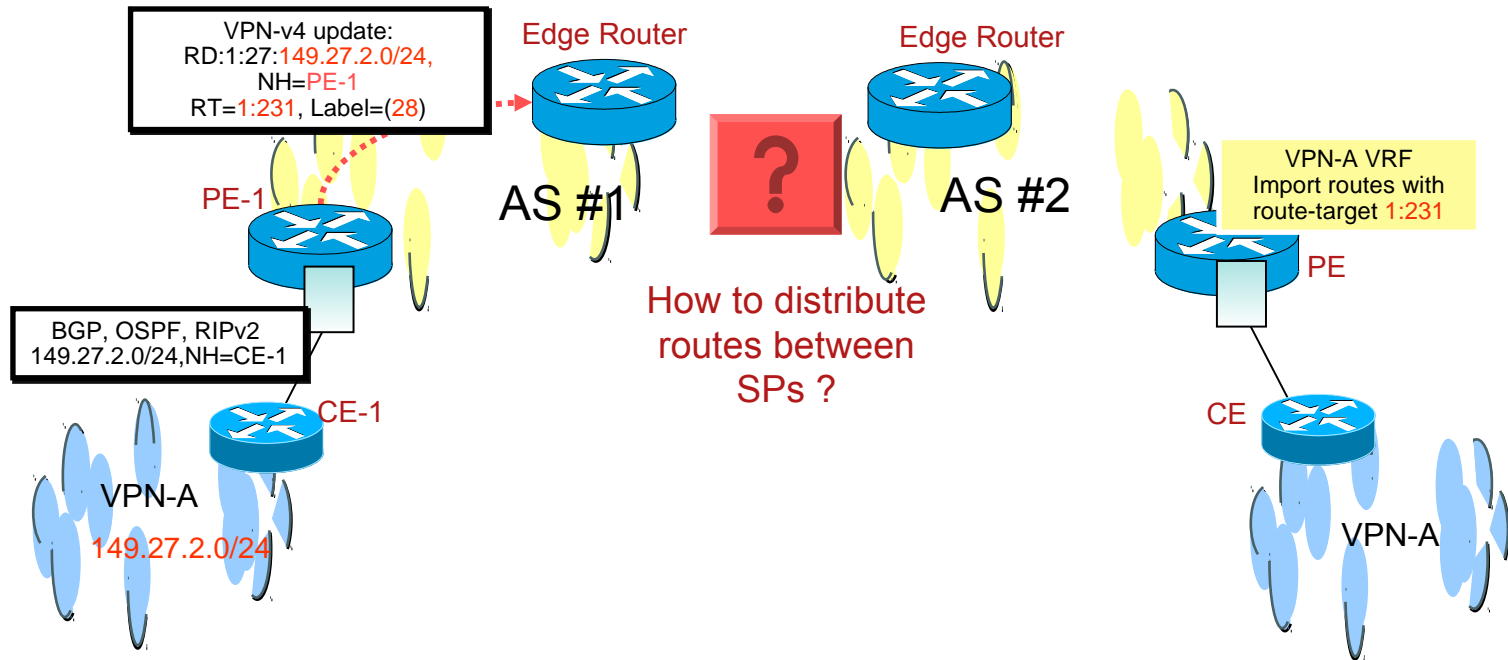 VPN-v4 update:
RD:1:27:149.27.2.0/24,
NH=PE-1
RT=1:231, Label=(28)
Edge Router
Edge Router
?
AS #1
AS #2
PE-1
VPN-A VRF
Import routes with
route-target 1:231
PE
How to distribute
routes between
SPs ?
BGP, OSPF, RIPv2
149.27.2.0/24,NH=CE-1
CE-1
CE
VPN-A
149.27.2.0/24
VPN-A